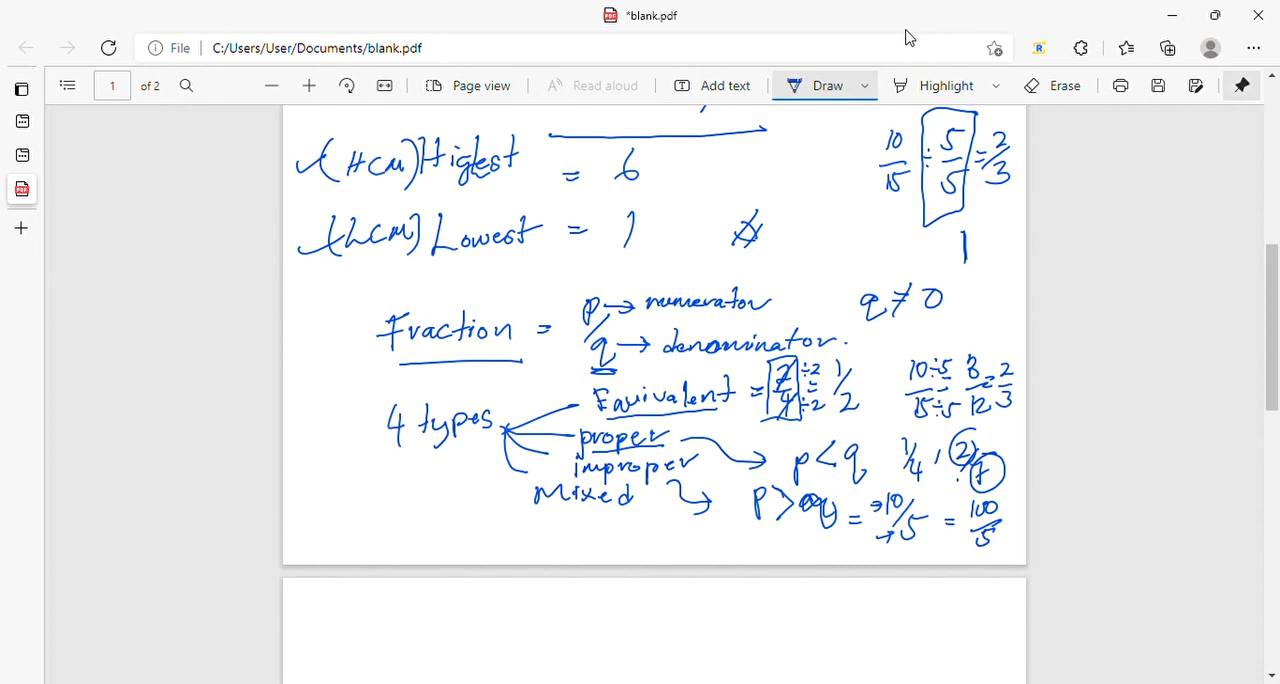 *blank.pdf
File C:/Users/User/Documents/blank.pdf
1 of 2 Page view Read aloud Add text Draw Highlight Erase
(HCM) Higlest = 6
10/15 ÷ 5/5 = 2/3
(LCM) Lowest = 1
1
Fraction = p → numerator q ≠ 0
q → denominator.
4 types
Equivalent = 2/4 ÷2/÷2 = 1/2 10÷5/15÷5 = 8/12 = 2/3
proper → p < q 1/4, 2/7
improper
Mixed → p > q = 10/5 = 100/5